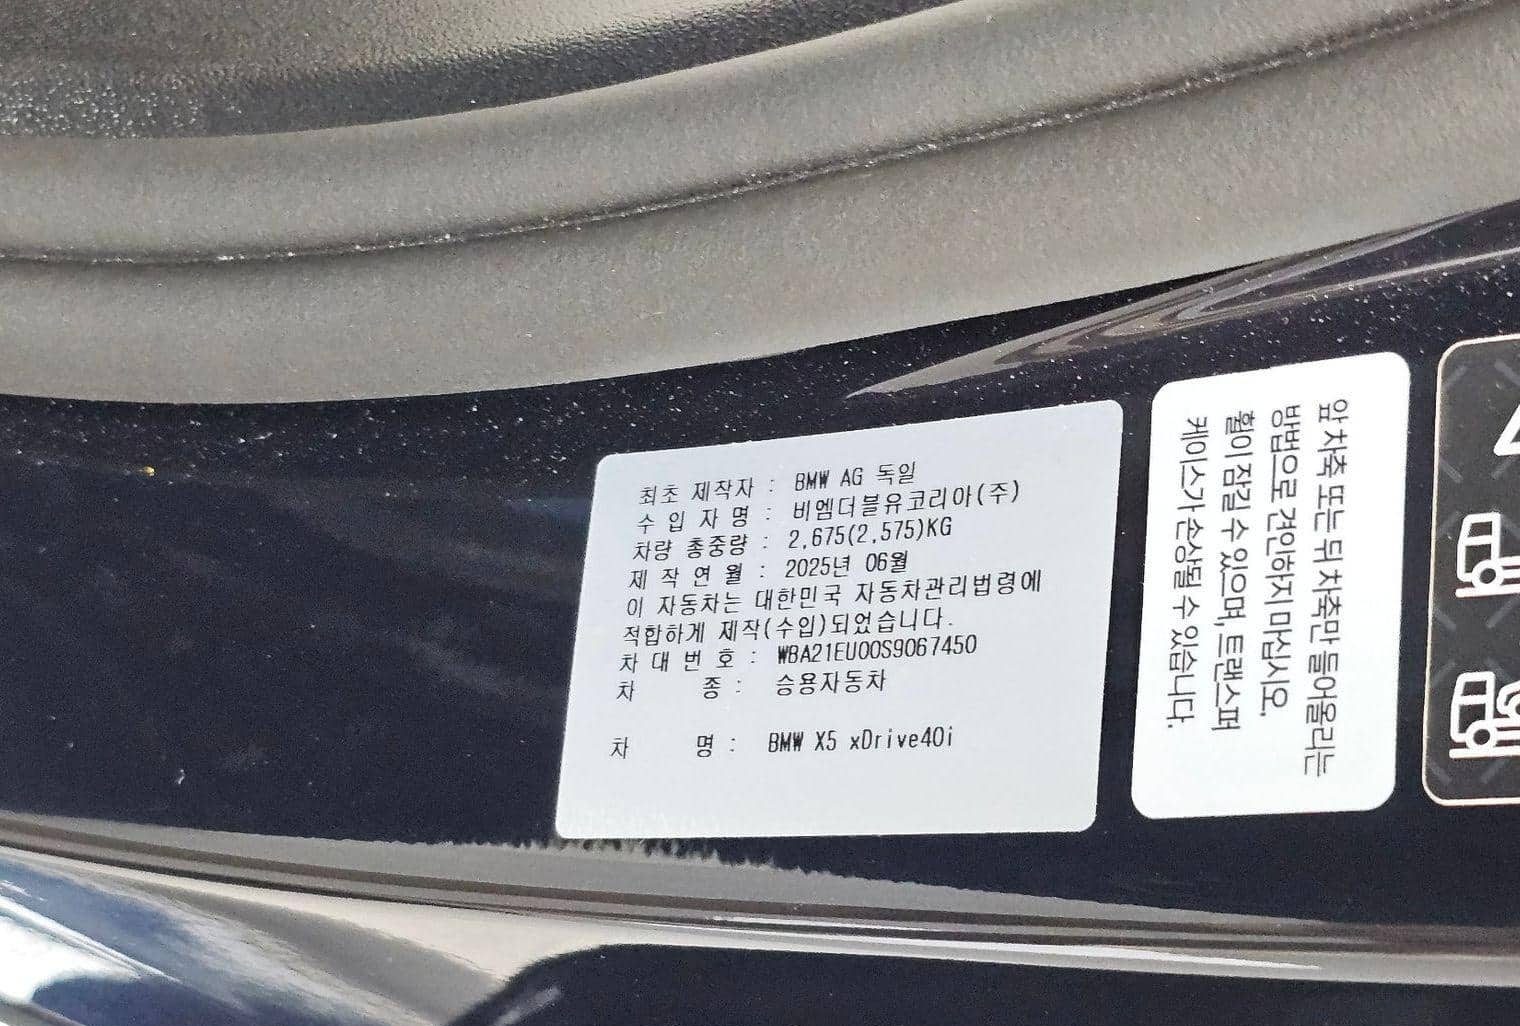 최초 제작자 : BMW AG 독일
수 입 자 명 : 비엠더블유코리아(주)
차량 총중량 : 2,675(2,575)KG
제 작 연 월 : 2025년 06월
이 자동차는 대한민국 자동차관리법령에
적합하게 제작(수입)되었습니다.
차 대 번 호 : WBA21EU00S9067450
차 종 : 승용자동차
차 명 : BMW X5 xDrive40i
앞 차축 또는 뒤 차축만 들어올리는
방법으로 견인하지 마십시오.
휠이 잠길 수 있으며, 트랜스퍼
케이스가 손상될 수 있습니다.